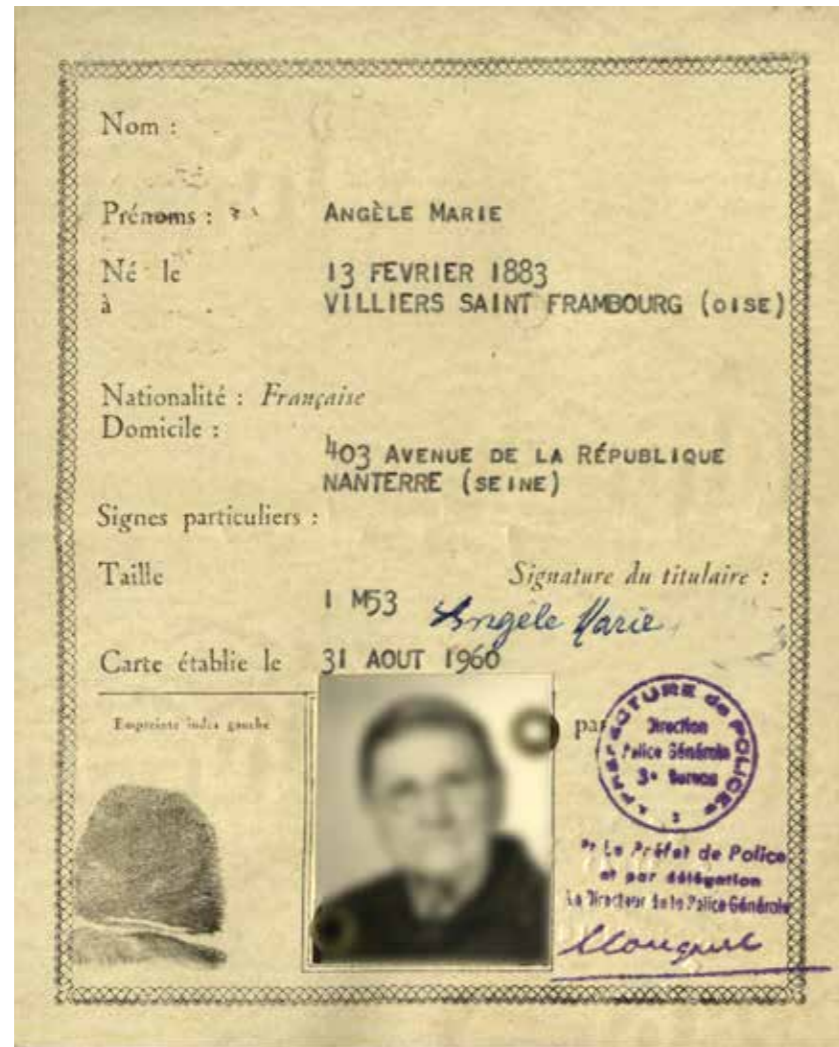 Nom :
Prénoms : ANGÈLE MARIE
Né le 13 FEVRIER 1883
à VILLIERS SAINT FRAMBOURG (OISE)
Nationalité : Française
Domicile :
403 AVENUE DE LA RÉPUBLIQUE
NANTERRE (SEINE)
Signes particuliers :
Taille
Signature du titulaire :
1 M53
Angèle Marie
Carte établie le 31 AOUT 1960
Empreinte index gauche
par
PRÉFECTURE de POLICE
Direction
Police Générale
3e Bureau
Pr Le Préfet de Police
et par délégation
Le Directeur de la Police Générale